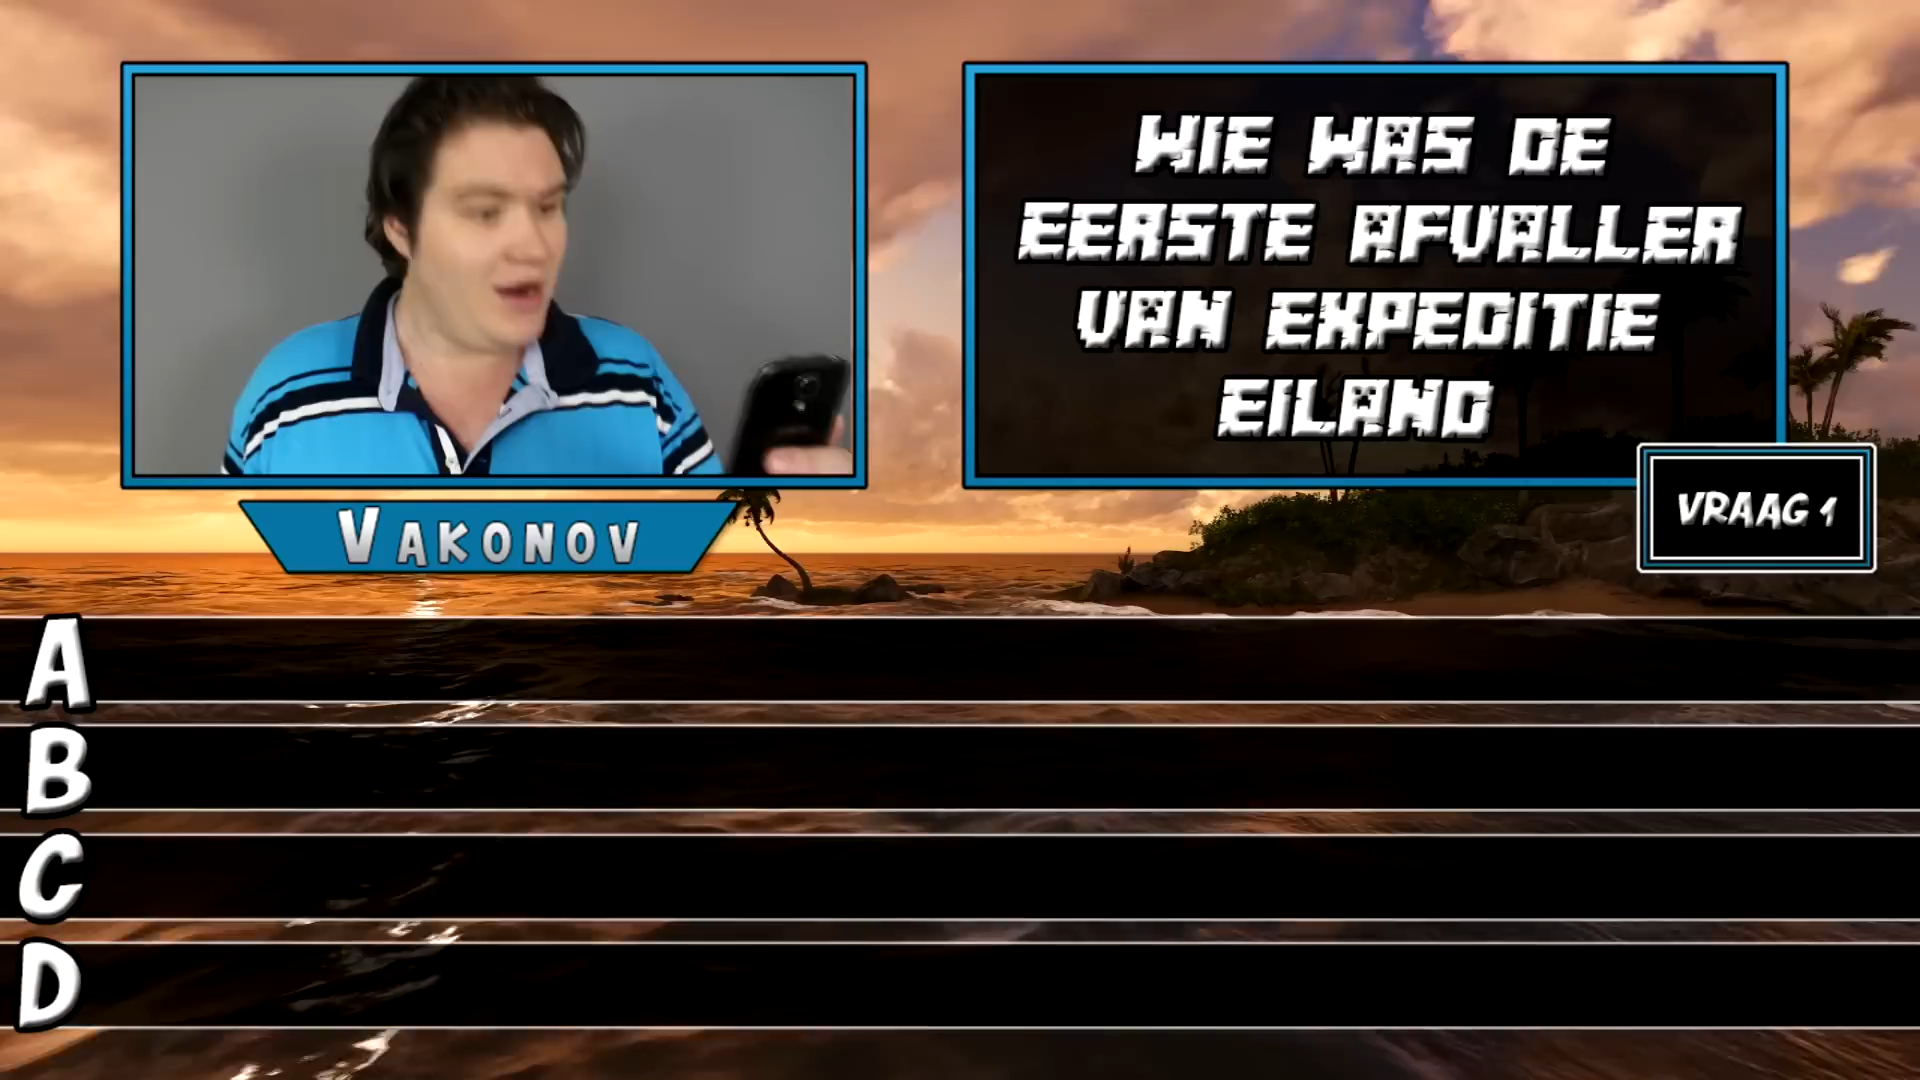 WIE WAS DE
EERSTE AFVALLER
VAN EXPEDITIE
EILAND
VRAAG 1
VAKONOV
A
B
C
D